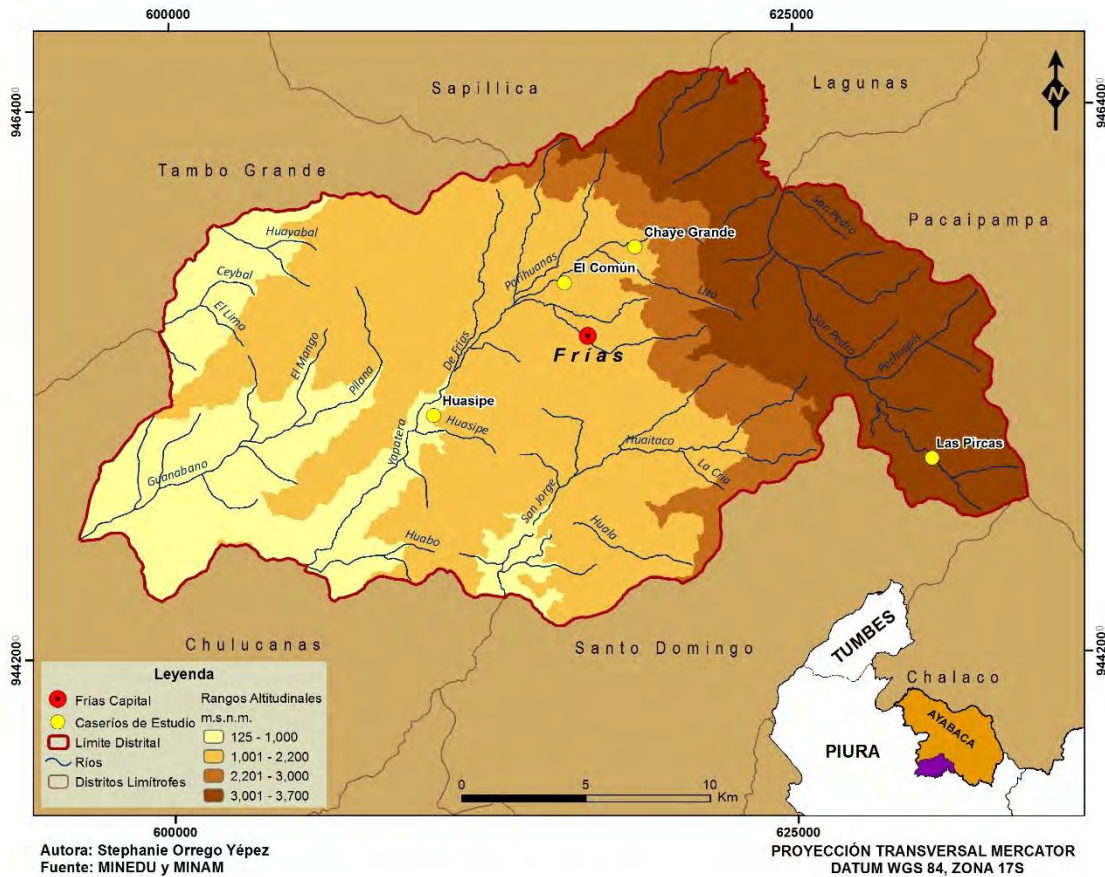 600000
625000
9464000
9464000
Sapillica
Lagunas
Tambo Grande
Pacaipampa
N
San Pedro
Huayabal
Chaye Grande
Ceybal
El Común
Parihuanas
Liza
El Limo
De Frías
Frías
San Pedro
El Mango
Pilana
Pechuquis
Huasipe
Huasipe
Yapatera
Huaitaco
Las Pircas
Guanabano
La Cría
San Jorge
Huala
Huabo
Chulucanas
Santo Domingo
TUMBES
Chalaco
AYABACA
PIURA
9442000
9442000
Leyenda
Frías Capital
Caseríos de Estudio
Límite Distrital
Ríos
Distritos Limítrofes
Rangos Altitudinales
m.s.n.m.
125 - 1,000
1,001 - 2,200
2,201 - 3,000
3,001 - 3,700
0 5 10
Km
600000
625000
Autora: Stephanie Orrego Yépez
Fuente: MINEDU y MINAM
PROYECCIÓN TRANSVERSAL MERCATOR
DATUM WGS 84, ZONA 17S